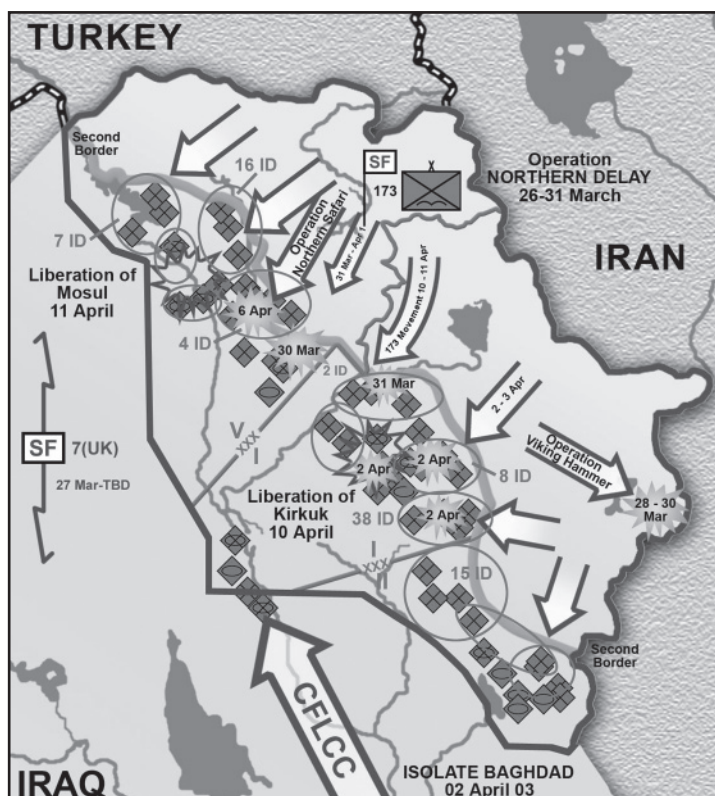 TURKEY
Second
Border
16 ID
SF
173
Operation
NORTHERN DELAY
26-31 March
7 ID
Operation
Northern Safari
31 Mar - Apr 1
IRAN
Liberation of
Mosul
11 April
6 Apr
173 Movement 10 - 11 Apr
4 ID
30 Mar
2 ID
31 Mar
2 - 3 Apr
SF
7(UK)
27 Mar-TBD
V
XXX
I
2 Apr
2 Apr
8 ID
Operation
Viking Hammer
28 - 30
Mar
Liberation of
Kirkuk
10 April
38 ID
2 Apr
I
XXX
II
15 ID
Second
Border
CFLCC
IRAQ
ISOLATE BAGHDAD
02 April 03